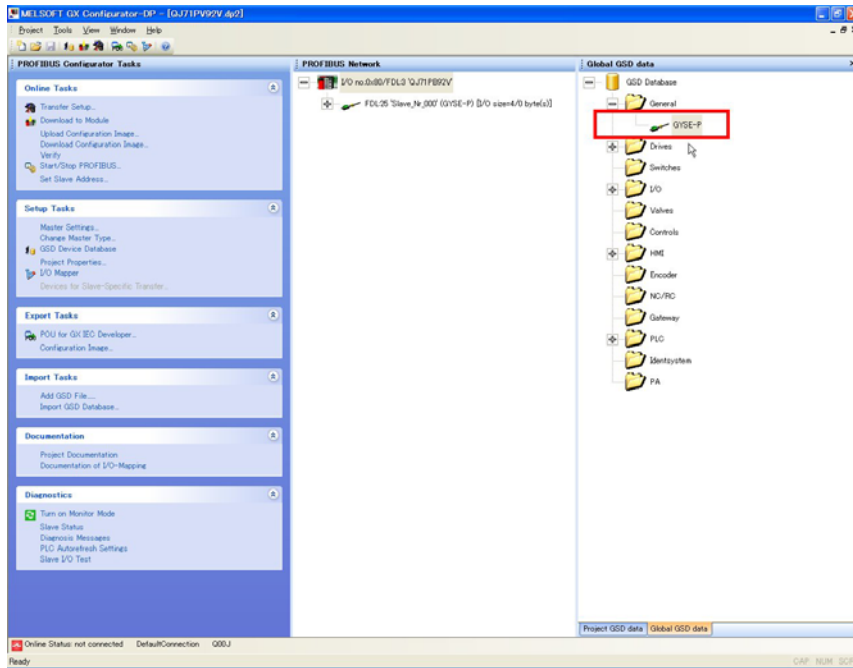 MELSOFT GX Configurator-DP - [QJ71PV92V.dp2]
Project Tools View Window Help
PROFIBUS Configurator Tasks
Online Tasks
Transfer Setup...
Download to Module
Upload Configuration Image...
Download Configuration Image...
Verify
Start/Stop PROFIBUS...
Set Slave Address...
Setup Tasks
Master Settings...
Change Master Type...
GSD Device Database
Project Properties...
I/O Mapper
Devices for Slave-Specific Transfer...
Export Tasks
POU for GX IEC Developer...
Configuration Image...
Import Tasks
Add GSD File....
Import GSD Database...
Documentation
Project Documentation
Documentation of I/O-Mapping
Diagnostics
Turn on Monitor Mode
Slave Status
Diagnosis Messages
PLC Autorefresh Settings
Slave I/O Test
PROFIBUS Network
I/O no.0x80/FDL:3 'QJ71PB92V'
FDL:25 'Slave_Nr_000' (GYSE-P) [I/O size=4/0 byte(s)]
Global GSD data
GSD Database
General
GYSE-P
Drives
Switches
I/O
Valves
Controls
HMI
Encoder
NC/RC
Gateway
PLC
Identsystem
PA
Project GSD data Global GSD data
Online Status: not connected DefaultConnection Q00J
Ready
CAP NUM SCR